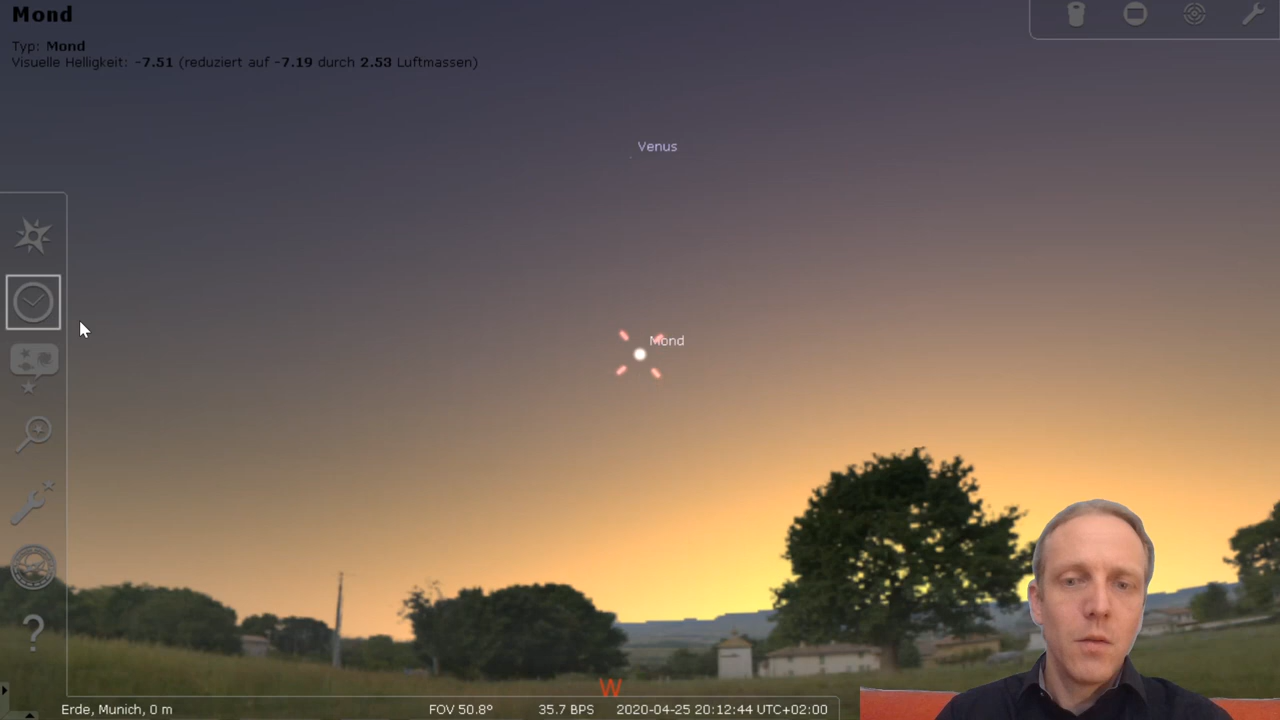 Mond
Typ: Mond
Visuelle Helligkeit: -7.51 (reduziert auf -7.19 durch 2.53 Luftmassen)
Venus
Mond
W
Erde, Munich, 0 m
FOV 50.8°
35.7 BPS
2020-04-25 20:12:44 UTC+02:00